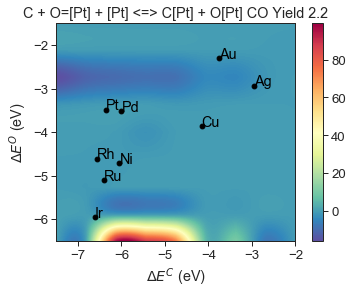 C + O=[Pt] + [Pt] <=> C[Pt] + O[Pt] CO Yield 2.2
−2
−3
−4
−5
−6
ΔE^O (eV)
Au
Ag
Pt
Pd
Cu
Rh
Ni
Ru
Ir
−7
−6
−5
−4
−3
−2
ΔE^C (eV)
80
60
40
20
0